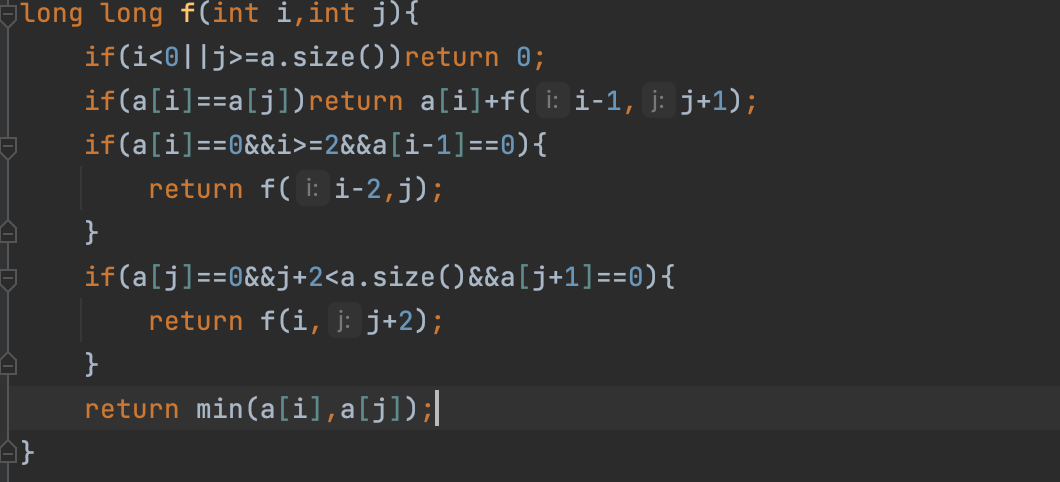 long long f(int i,int j){
    if(i<0||j>=a.size())return 0;
    if(a[i]==a[j])return a[i]+f( i: i-1, j: j+1);
    if(a[i]==0&&i>=2&&a[i-1]==0){
        return f( i: i-2,j);
    }
    if(a[j]==0&&j+2<a.size()&&a[j+1]==0){
        return f(i, j: j+2);
    }
    return min(a[i],a[j]);
}